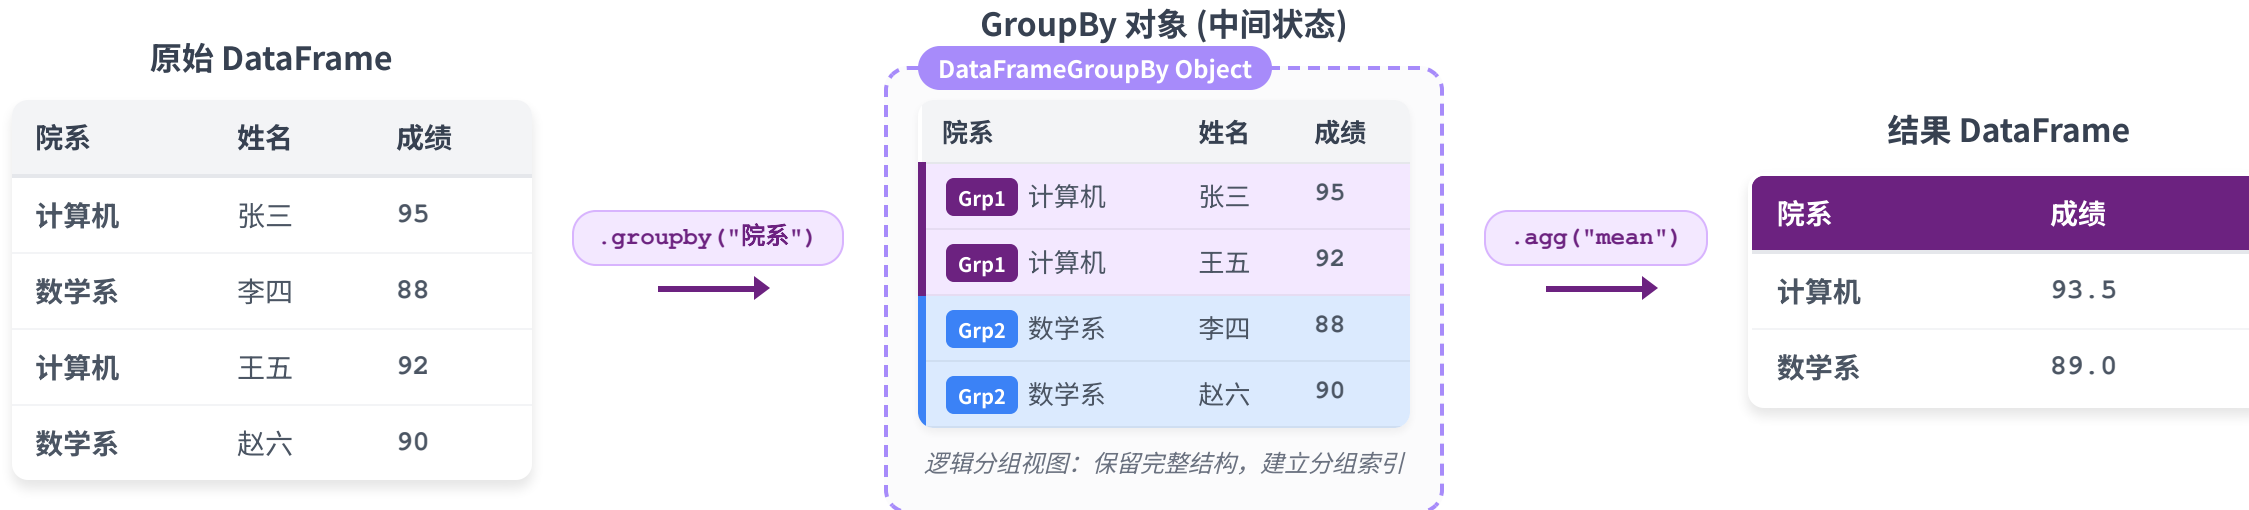 原始 DataFrame
院系 姓名 成绩
计算机 张三 95
数学系 李四 88
计算机 王五 92
数学系 赵六 90
.groupby("院系")
GroupBy 对象 (中间状态)
DataFrameGroupBy Object
院系 姓名 成绩
Grp1 计算机 张三 95
Grp1 计算机 王五 92
Grp2 数学系 李四 88
Grp2 数学系 赵六 90
逻辑分组视图：保留完整结构，建立分组索引
.agg("mean")
结果 DataFrame
院系 成绩
计算机 93.5
数学系 89.0